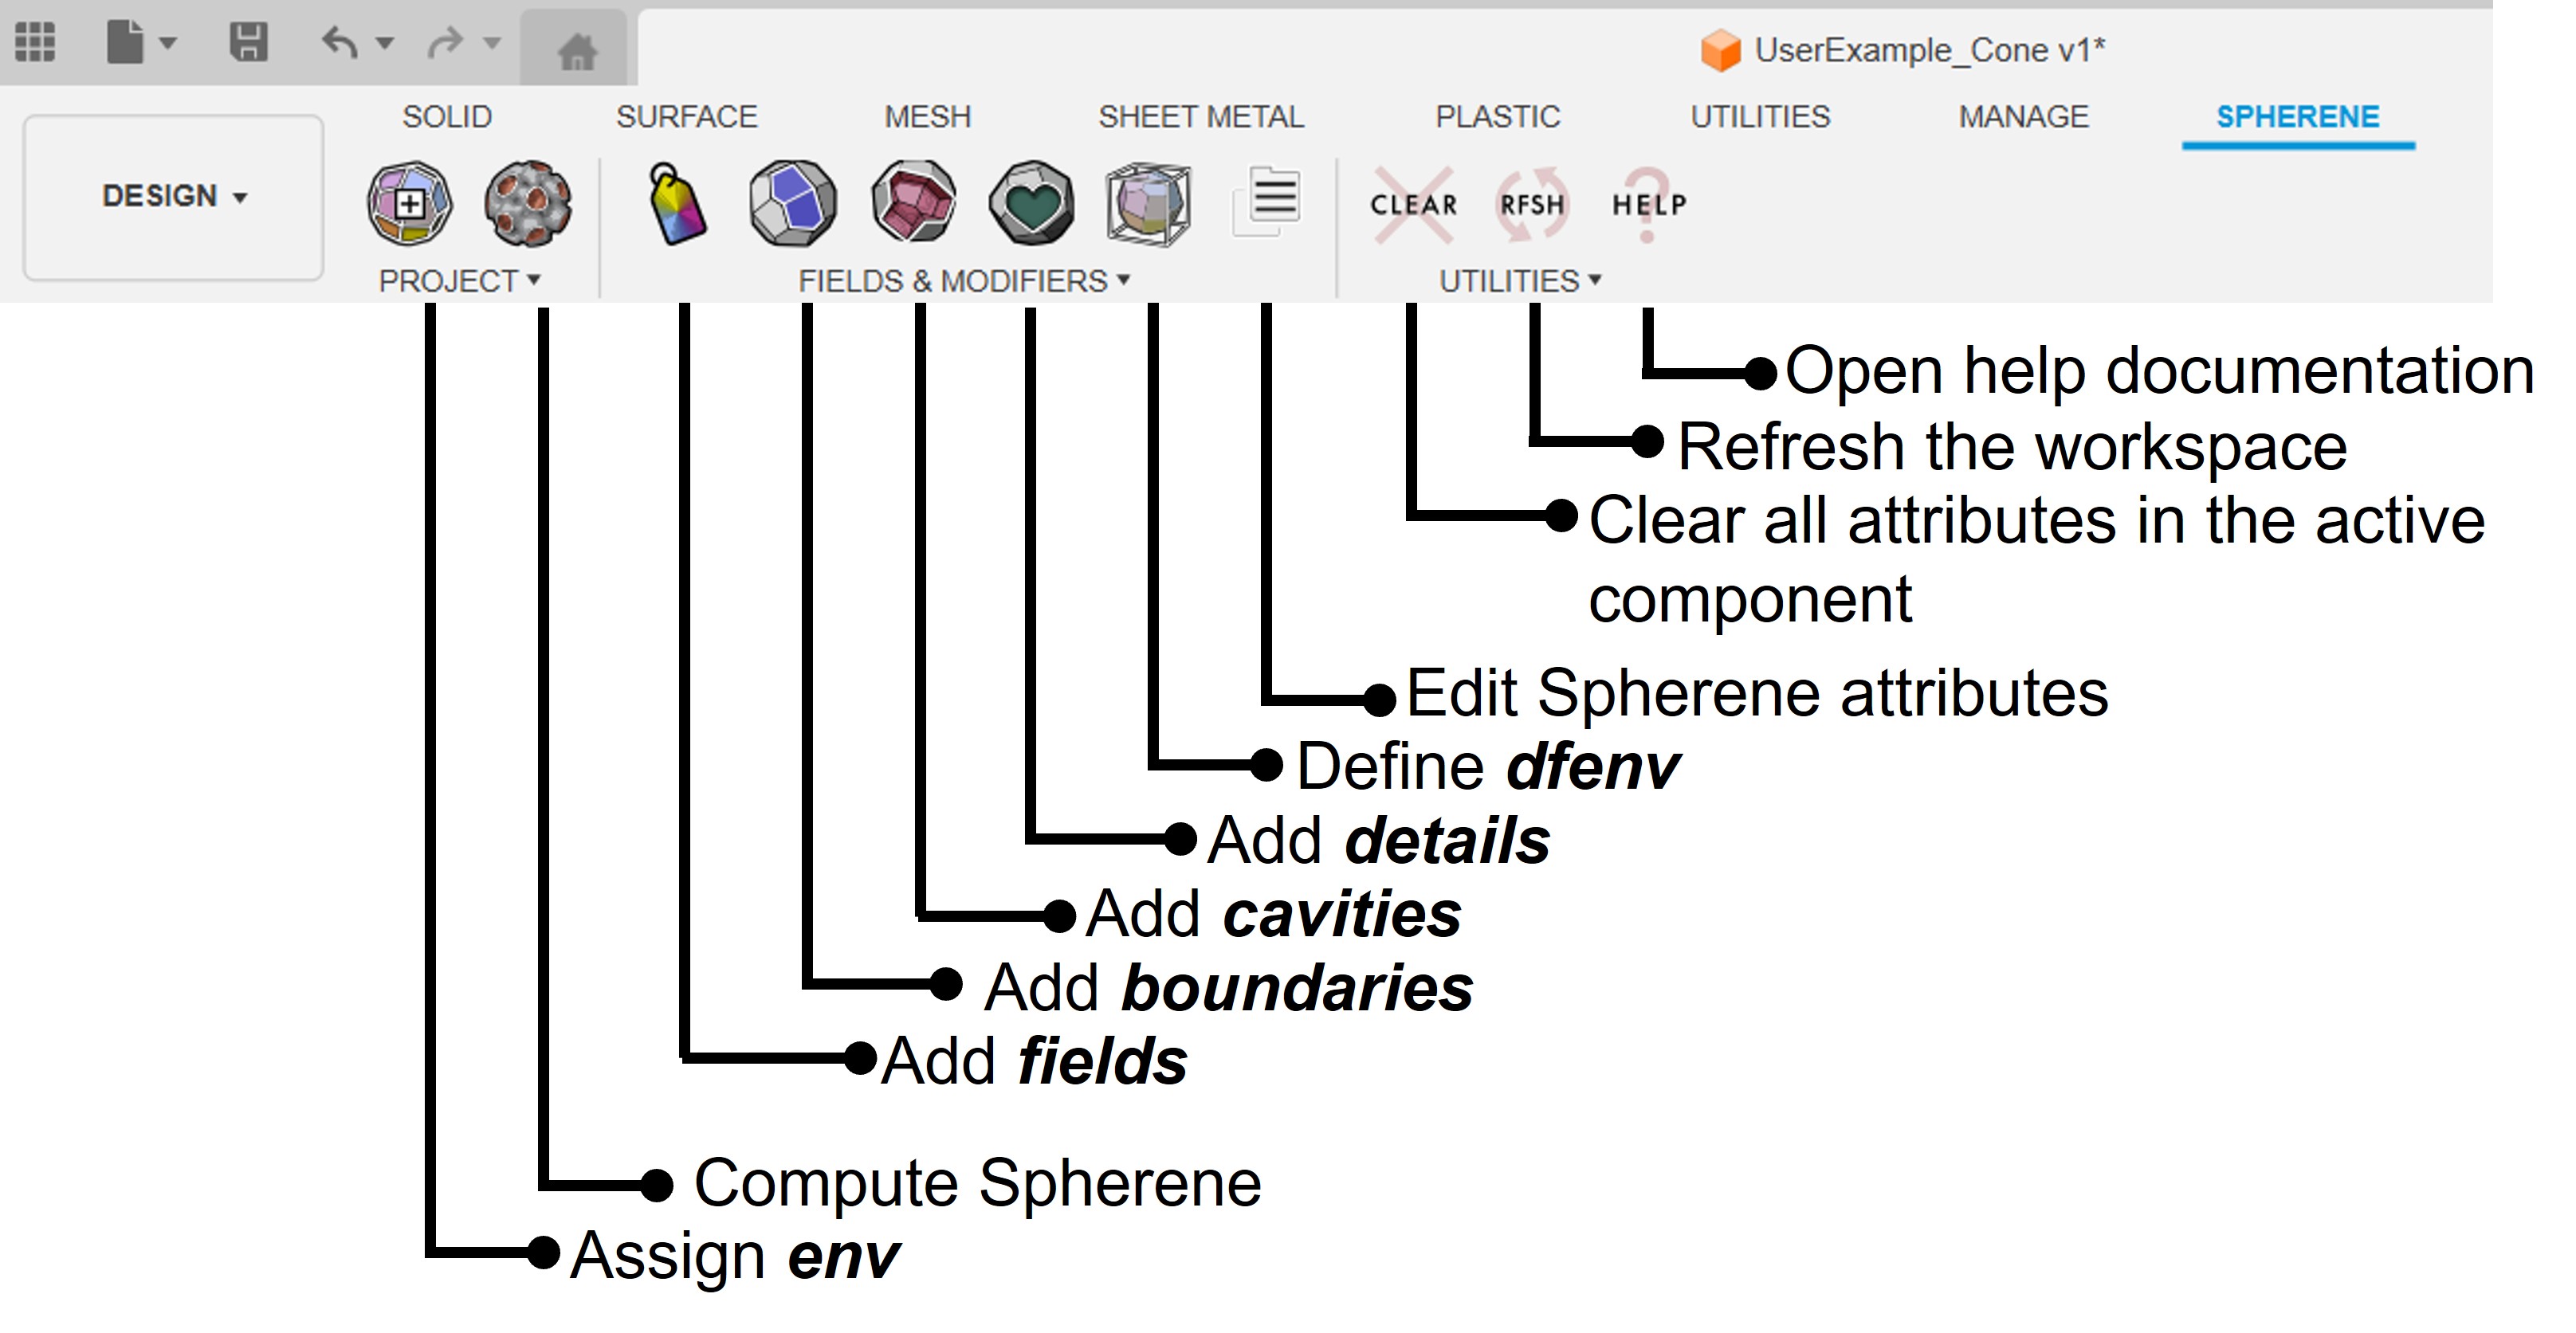 UserExample_Cone v1*
SOLID SURFACE MESH SHEET METAL PLASTIC UTILITIES MANAGE SPHERENE
DESIGN
CLEAR RFSH HELP
PROJECT FIELDS & MODIFIERS UTILITIES
Open help documentation
Refresh the workspace
Clear all attributes in the active
component
Edit Spherene attributes
Define dfenv
Add details
Add cavities
Add boundaries
Add fields
Compute Spherene
Assign env